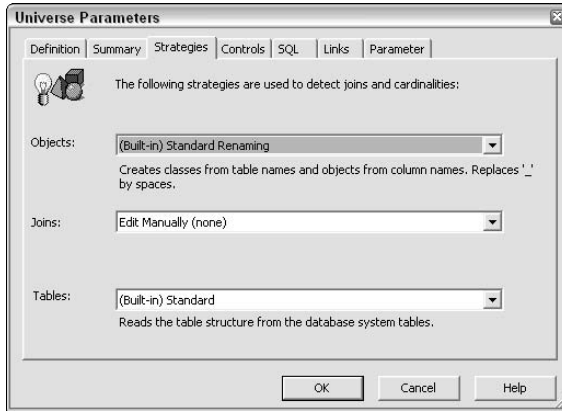 Universe Parameters
Definition Summary Strategies Controls SQL Links Parameter
The following strategies are used to detect joins and cardinalities:
Objects: (Built-in) Standard Renaming
Creates classes from table names and objects from column names. Replaces '_'
by spaces.
Joins: Edit Manually (none)
Tables: (Built-in) Standard
Reads the table structure from the database system tables.
OK Cancel Help